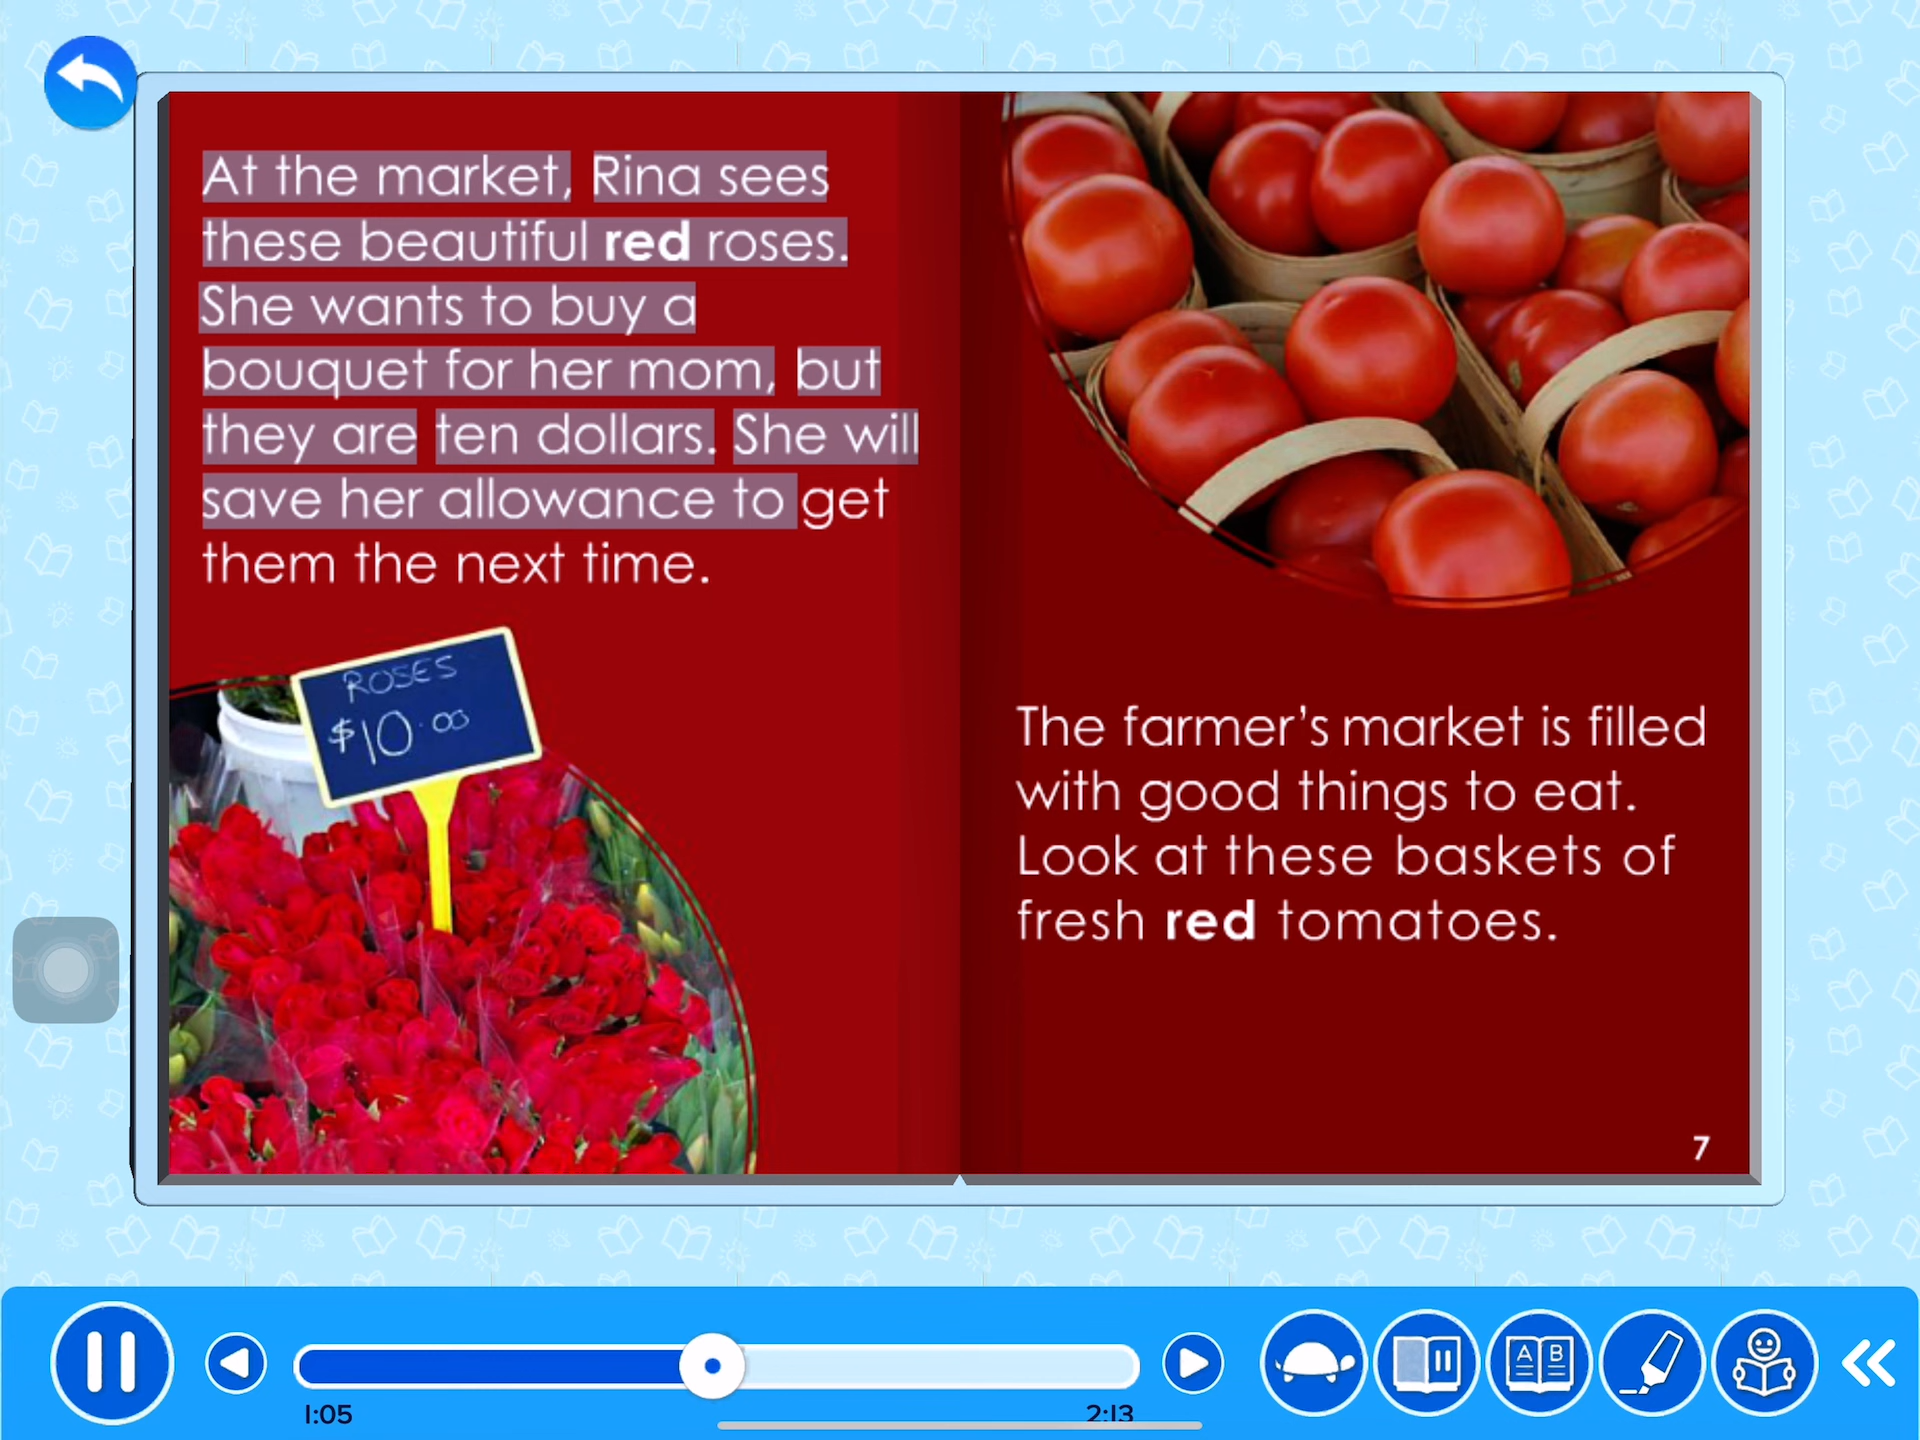 At the market, Rina sees
these beautiful red roses.
She wants to buy a
bouquet for her mom, but
they are ten dollars. She will
save her allowance to get
them the next time.
ROSES
$10.00
The farmer's market is filled
with good things to eat.
Look at these baskets of
fresh red tomatoes.
7
1:05
2:13
A B